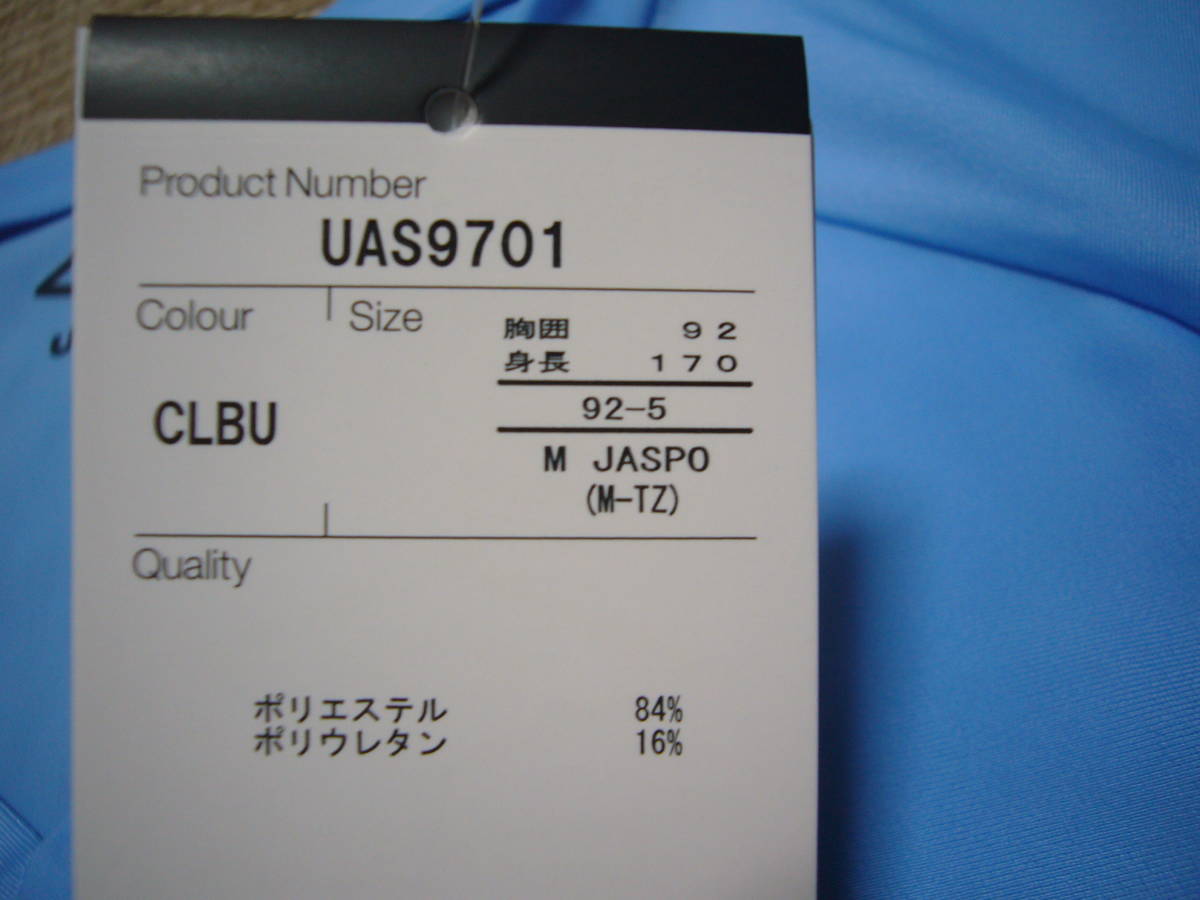 Product Number
UAS9701
Colour
Size
胸囲 92
身長 170
92-5
CLBU
M JASPO
(M-TZ)
Quality
ポリエステル 84%
ポリウレタン 16%